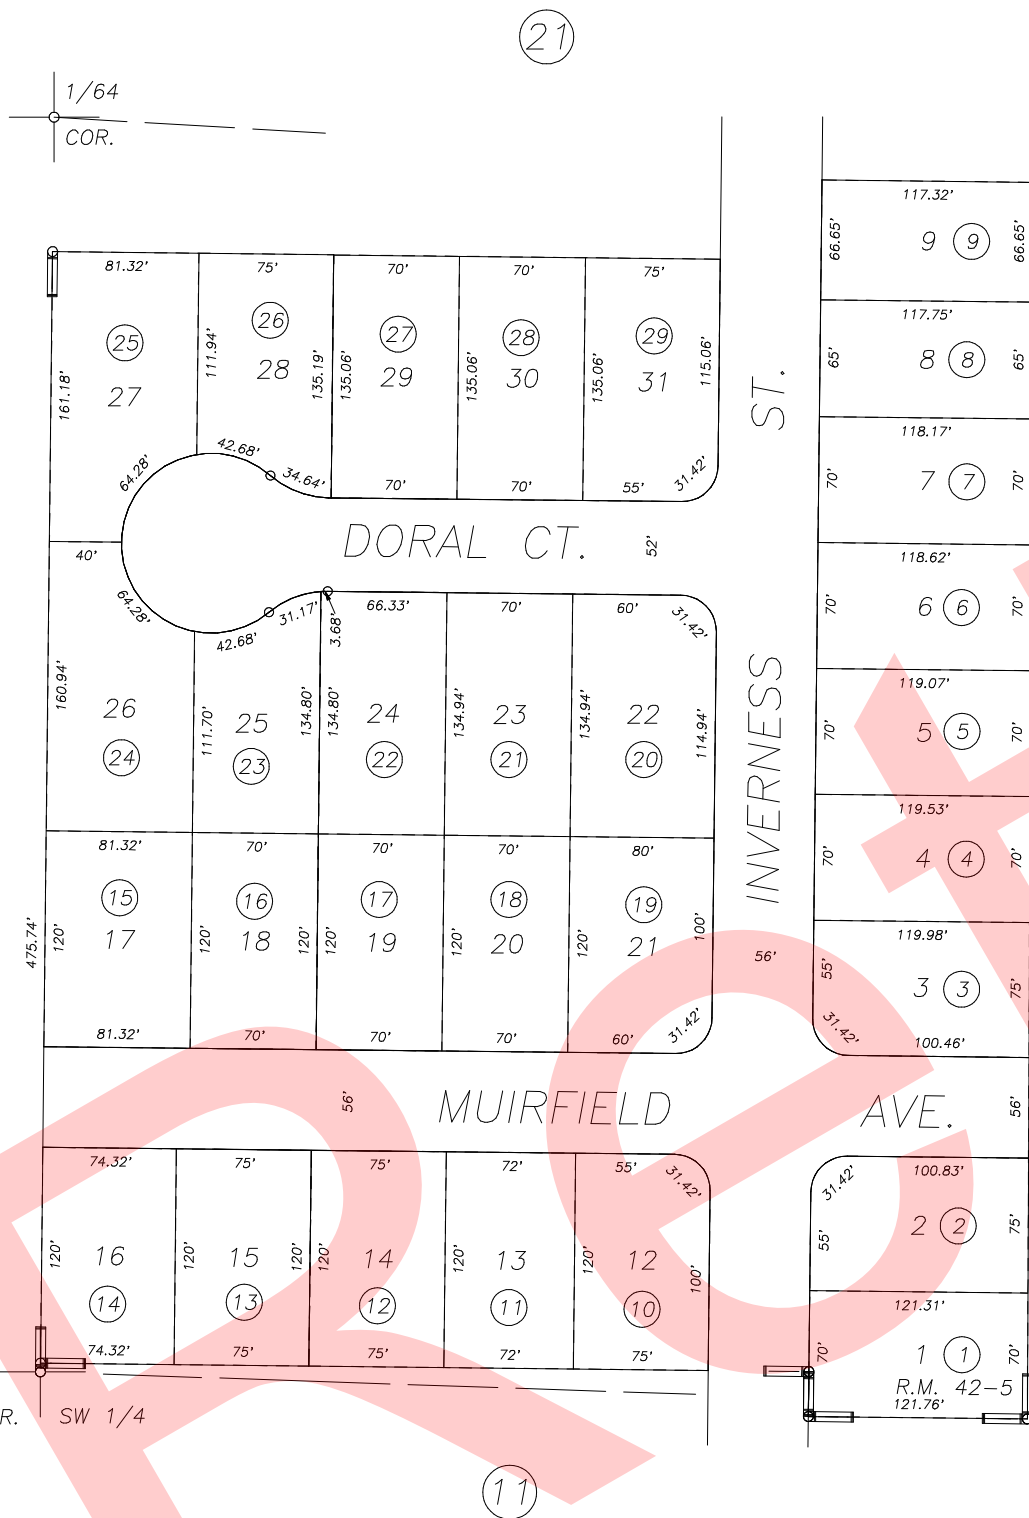 21
1/64
COR.
117.32'
66.65' 9 9 66.65'
81.32' 75' 70' 70' 75'
117.75'
65' 8 8 65'
25 26 27 28 29
27 28 29 30 31
161.18' 111.94' 135.19' 135.06' 135.06' 135.06' 115.06'
ST.
118.17'
70' 7 7 70'
64.28' 42.68' 34.64' 70' 70' 55' 31.42'
DORAL CT. 52'
40'
118.62'
70' 6 6 70'
64.28' 42.68' 31.17' 3.68' 66.33' 70' 60' 31.42'
INVERNESS
119.07'
70' 5 5 70'
160.94' 111.70' 134.80' 134.80' 134.94' 134.94' 114.94'
26 25 24 23 22
24 23 22 21 20
119.53'
70' 4 4 70'
81.32' 70' 70' 70' 80'
15 16 17 18 19
17 18 19 20 21
475.74' 120' 120' 120' 120' 120' 120' 100'
56'
119.98'
55' 3 3 75'
31.42' 100.46'
81.32' 70' 70' 70' 60' 31.42'
56' MUIRFIELD AVE. 56'
74.32' 75' 75' 72' 55' 31.42'
31.42' 100.83'
55' 2 2 75'
120' 120' 120' 120' 120' 120' 100'
16 15 14 13 12
14 13 12 11 10
74.32' 75' 75' 72' 75'
121.31'
70' 1 1 70'
R.M. 42-5
121.76'
R. SW 1/4
11
Ret